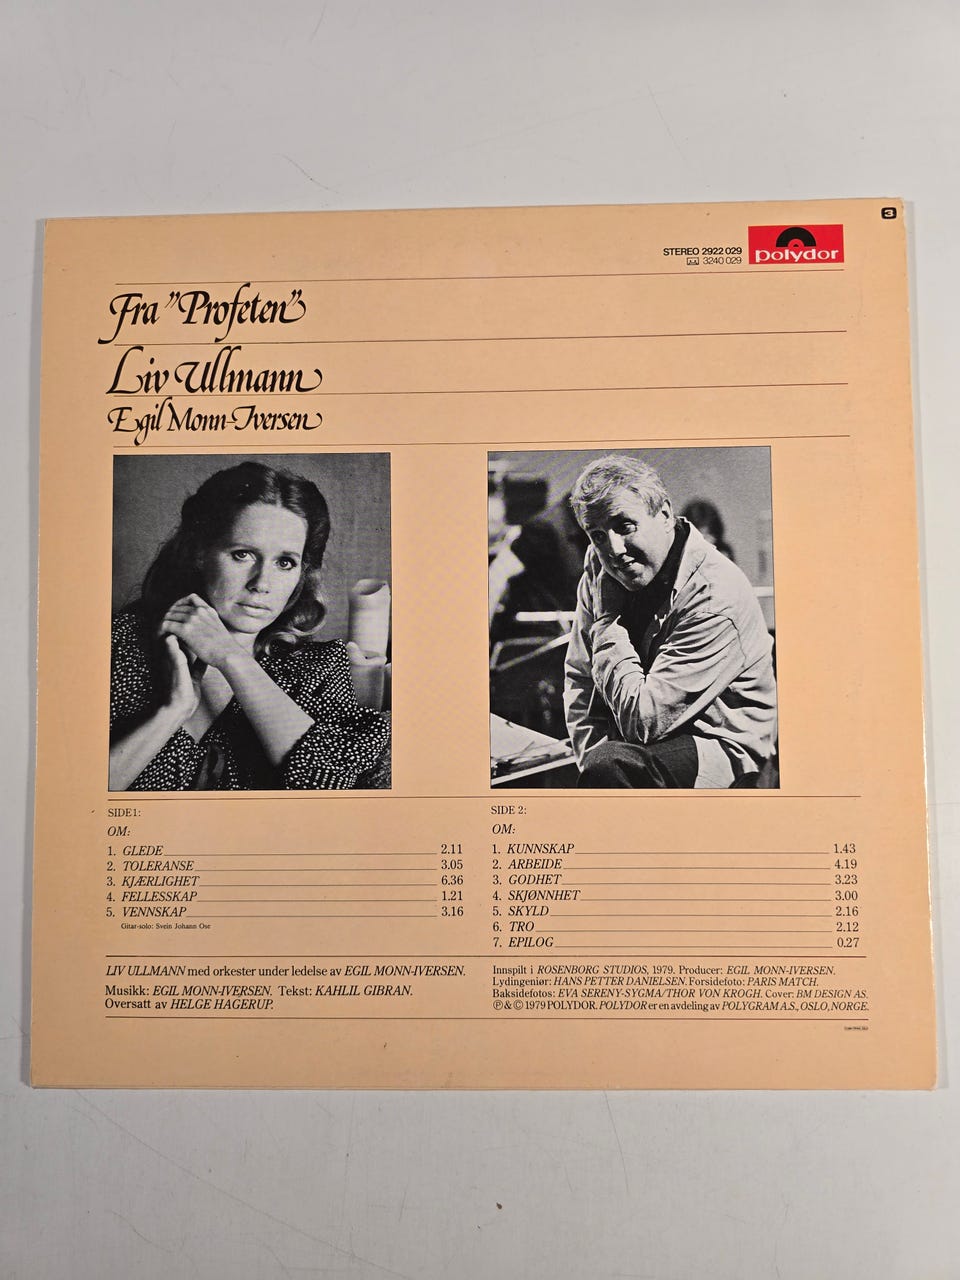 3
STEREO 2922 029
3240 029
polydor
Fra "Profeten"
Liv Ullmann
Egil Monn-Iversen
SIDE 1:
OM:
1. GLEDE 2.11
2. TOLERANSE 3.05
3. KJÆRLIGHET 6.36
4. FELLESSKAP 1.21
5. VENNSKAP 3.16
Gitar-solo: Svein Johann Ose
SIDE 2:
OM:
1. KUNNSKAP 1.43
2. ARBEIDE 4.19
3. GODHET 3.23
4. SKJØNNHET 3.00
5. SKYLD 2.16
6. TRO 2.12
7. EPILOG 0.27
LIV ULLMANN med orkester under ledelse av EGIL MONN-IVERSEN.
Musikk: EGIL MONN-IVERSEN. Tekst: KAHLIL GIBRAN.
Oversatt av HELGE HAGERUP.
Innspilt i ROSENBORG STUDIOS, 1979. Producer: EGIL MONN-IVERSEN.
Lydingeniør: HANS PETTER DANIELSEN. Forsidefoto: PARIS MATCH.
Baksidefotos: EVA SERENY-SYGMA/THOR VON KROGH. Cover: BM DESIGN AS.
Ⓟ & © 1979 POLYDOR. POLYDOR er en avdeling av POLYGRAM A.S., OSLO, NORGE.